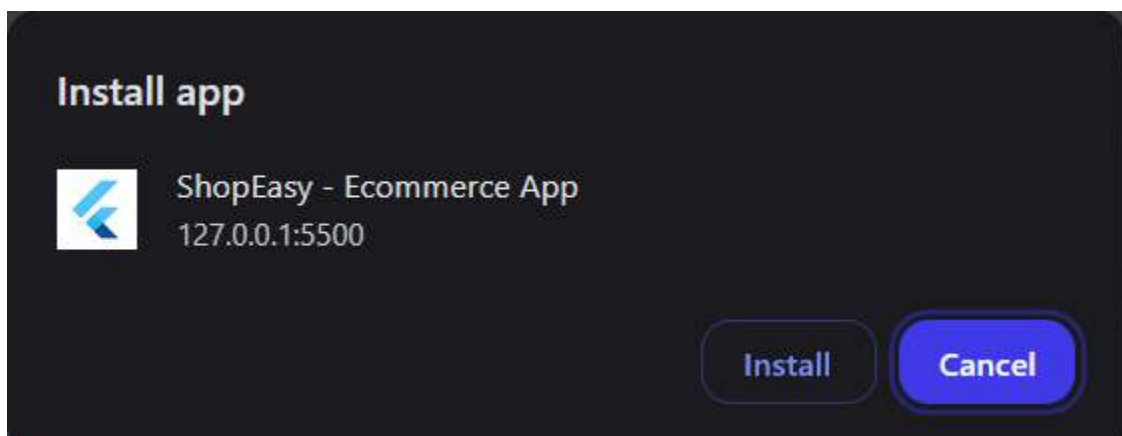 Install app
ShopEasy - Ecommerce App
127.0.0.1:5500
Install
Cancel